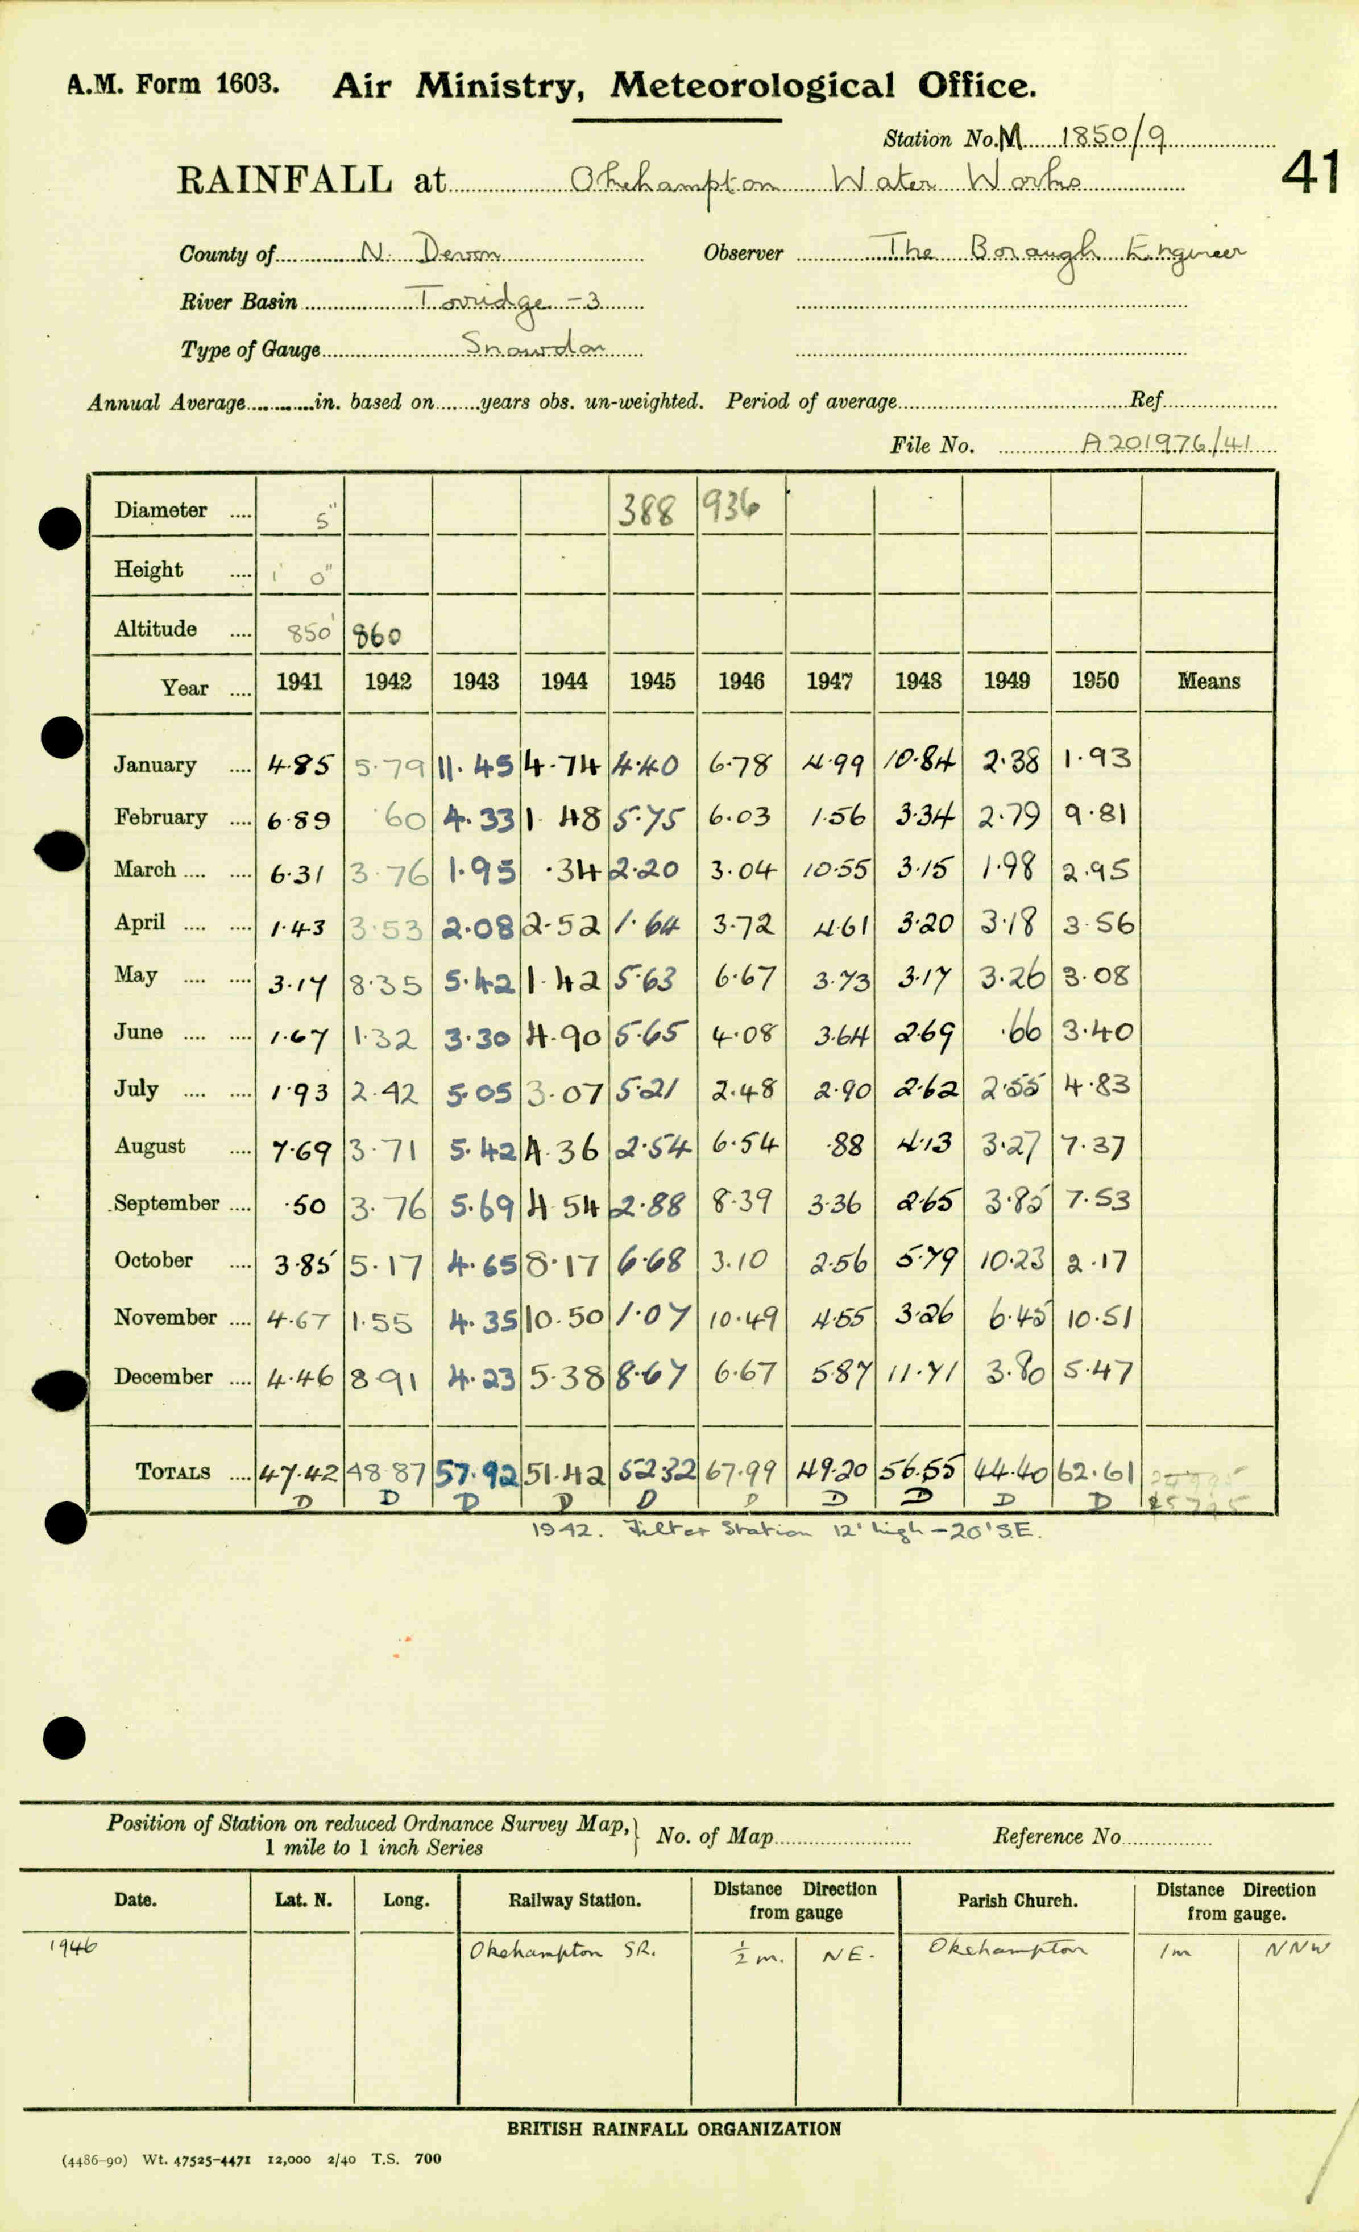 A.M. Form 1603. Air Ministry, Meteorological Office.
Station No. M 1850/9
41
RAINFALL at Okehampton Water Works
County of N. Devon Observer The Borough Engineer
River Basin Torridge -3
Type of Gauge Snowdon
Annual Average............in. based on........years obs. un-weighted. Period of average........Ref........
File No. A201976/41
Diameter .... 5" 388 936
Height .... 1' 0"
Altitude .... 850' 860
Year .... 1941 1942 1943 1944 1945 1946 1947 1948 1949 1950 Means
January .... 4·85 5·79 11·45 4·74 4·40 6·78 4·99 10·84 2·38 1·93
February .... 6·89 ·60 4·33 1·48 5·75 6·03 1·56 3·34 2·79 9·81
March .... .... 6·31 3·76 1·95 ·34 2·20 3·04 10·55 3·15 1·98 2·95
April .... .... 1·43 3·53 2·08 2·52 1·64 3·72 4·61 3·20 3·18 3·56
May .... .... 3·17 8·35 5·42 1·42 5·63 6·67 3·73 3·17 3·26 3·08
June .... .... 1·67 1·32 3·30 4·90 5·65 4·08 3·64 2·69 ·66 3·40
July .... .... 1·93 2·42 5·05 3·07 5·21 2·48 2·90 2·62 2·55 4·83
August .... 7·69 3·71 5·42 4·36 2·54 6·54 ·88 4·13 3·27 7·37
September .... ·50 3·76 5·69 4·54 2·88 8·39 3·36 2·65 3·85 7·53
October .... 3·85 5·17 4·65 8·17 6·68 3·10 2·56 5·79 10·23 2·17
November .... 4·67 1·55 4·35 10·50 1·07 10·49 4·55 3·26 6·45 10·51
December .... 4·46 8·91 4·23 5·38 8·67 6·67 5·87 11·71 3·80 5·47
TOTALS .... 47·42 48·87 57·92 51·42 52·32 67·99 49·20 56·55 44·40 62·61
D D D D D D D D D D
1942. Filter Station 12' high - 20' S.E.
Position of Station on reduced Ordnance Survey Map, } No. of Map........ Reference No........
1 mile to 1 inch Series
Date. Lat. N. Long. Railway Station. Distance Direction from gauge Parish Church. Distance Direction from gauge.
1946 Okehampton SR. ½ m. NE. Okehampton 1m NNW
BRITISH RAINFALL ORGANIZATION
(4486-90) Wt. 47525-4471 12,000 2/40 T.S. 700